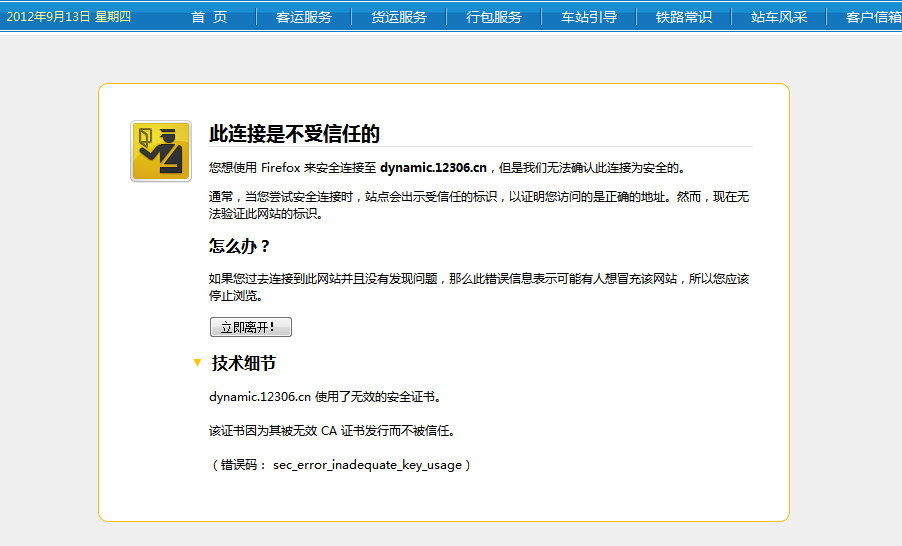 2012年9月13日 星期四 首 页 客运服务 货运服务 行包服务 车站引导 铁路常识 站车风采 客户信箱
此连接是不受信任的
您想使用 Firefox 来安全连接至 dynamic.12306.cn，但是我们无法确认此连接为安全的。
通常，当您尝试安全连接时，站点会出示受信任的标识，以证明您访问的是正确的地址。然而，现在无
法验证此网站的标识。
怎么办？
如果您过去连接到此网站并且没有发现问题，那么此错误信息表示可能有人想冒充该网站，所以您应该
停止浏览。
立即离开！
技术细节
dynamic.12306.cn 使用了无效的安全证书。
该证书因为其被无效 CA 证书发行而不被信任。
（错误码： sec_error_inadequate_key_usage）